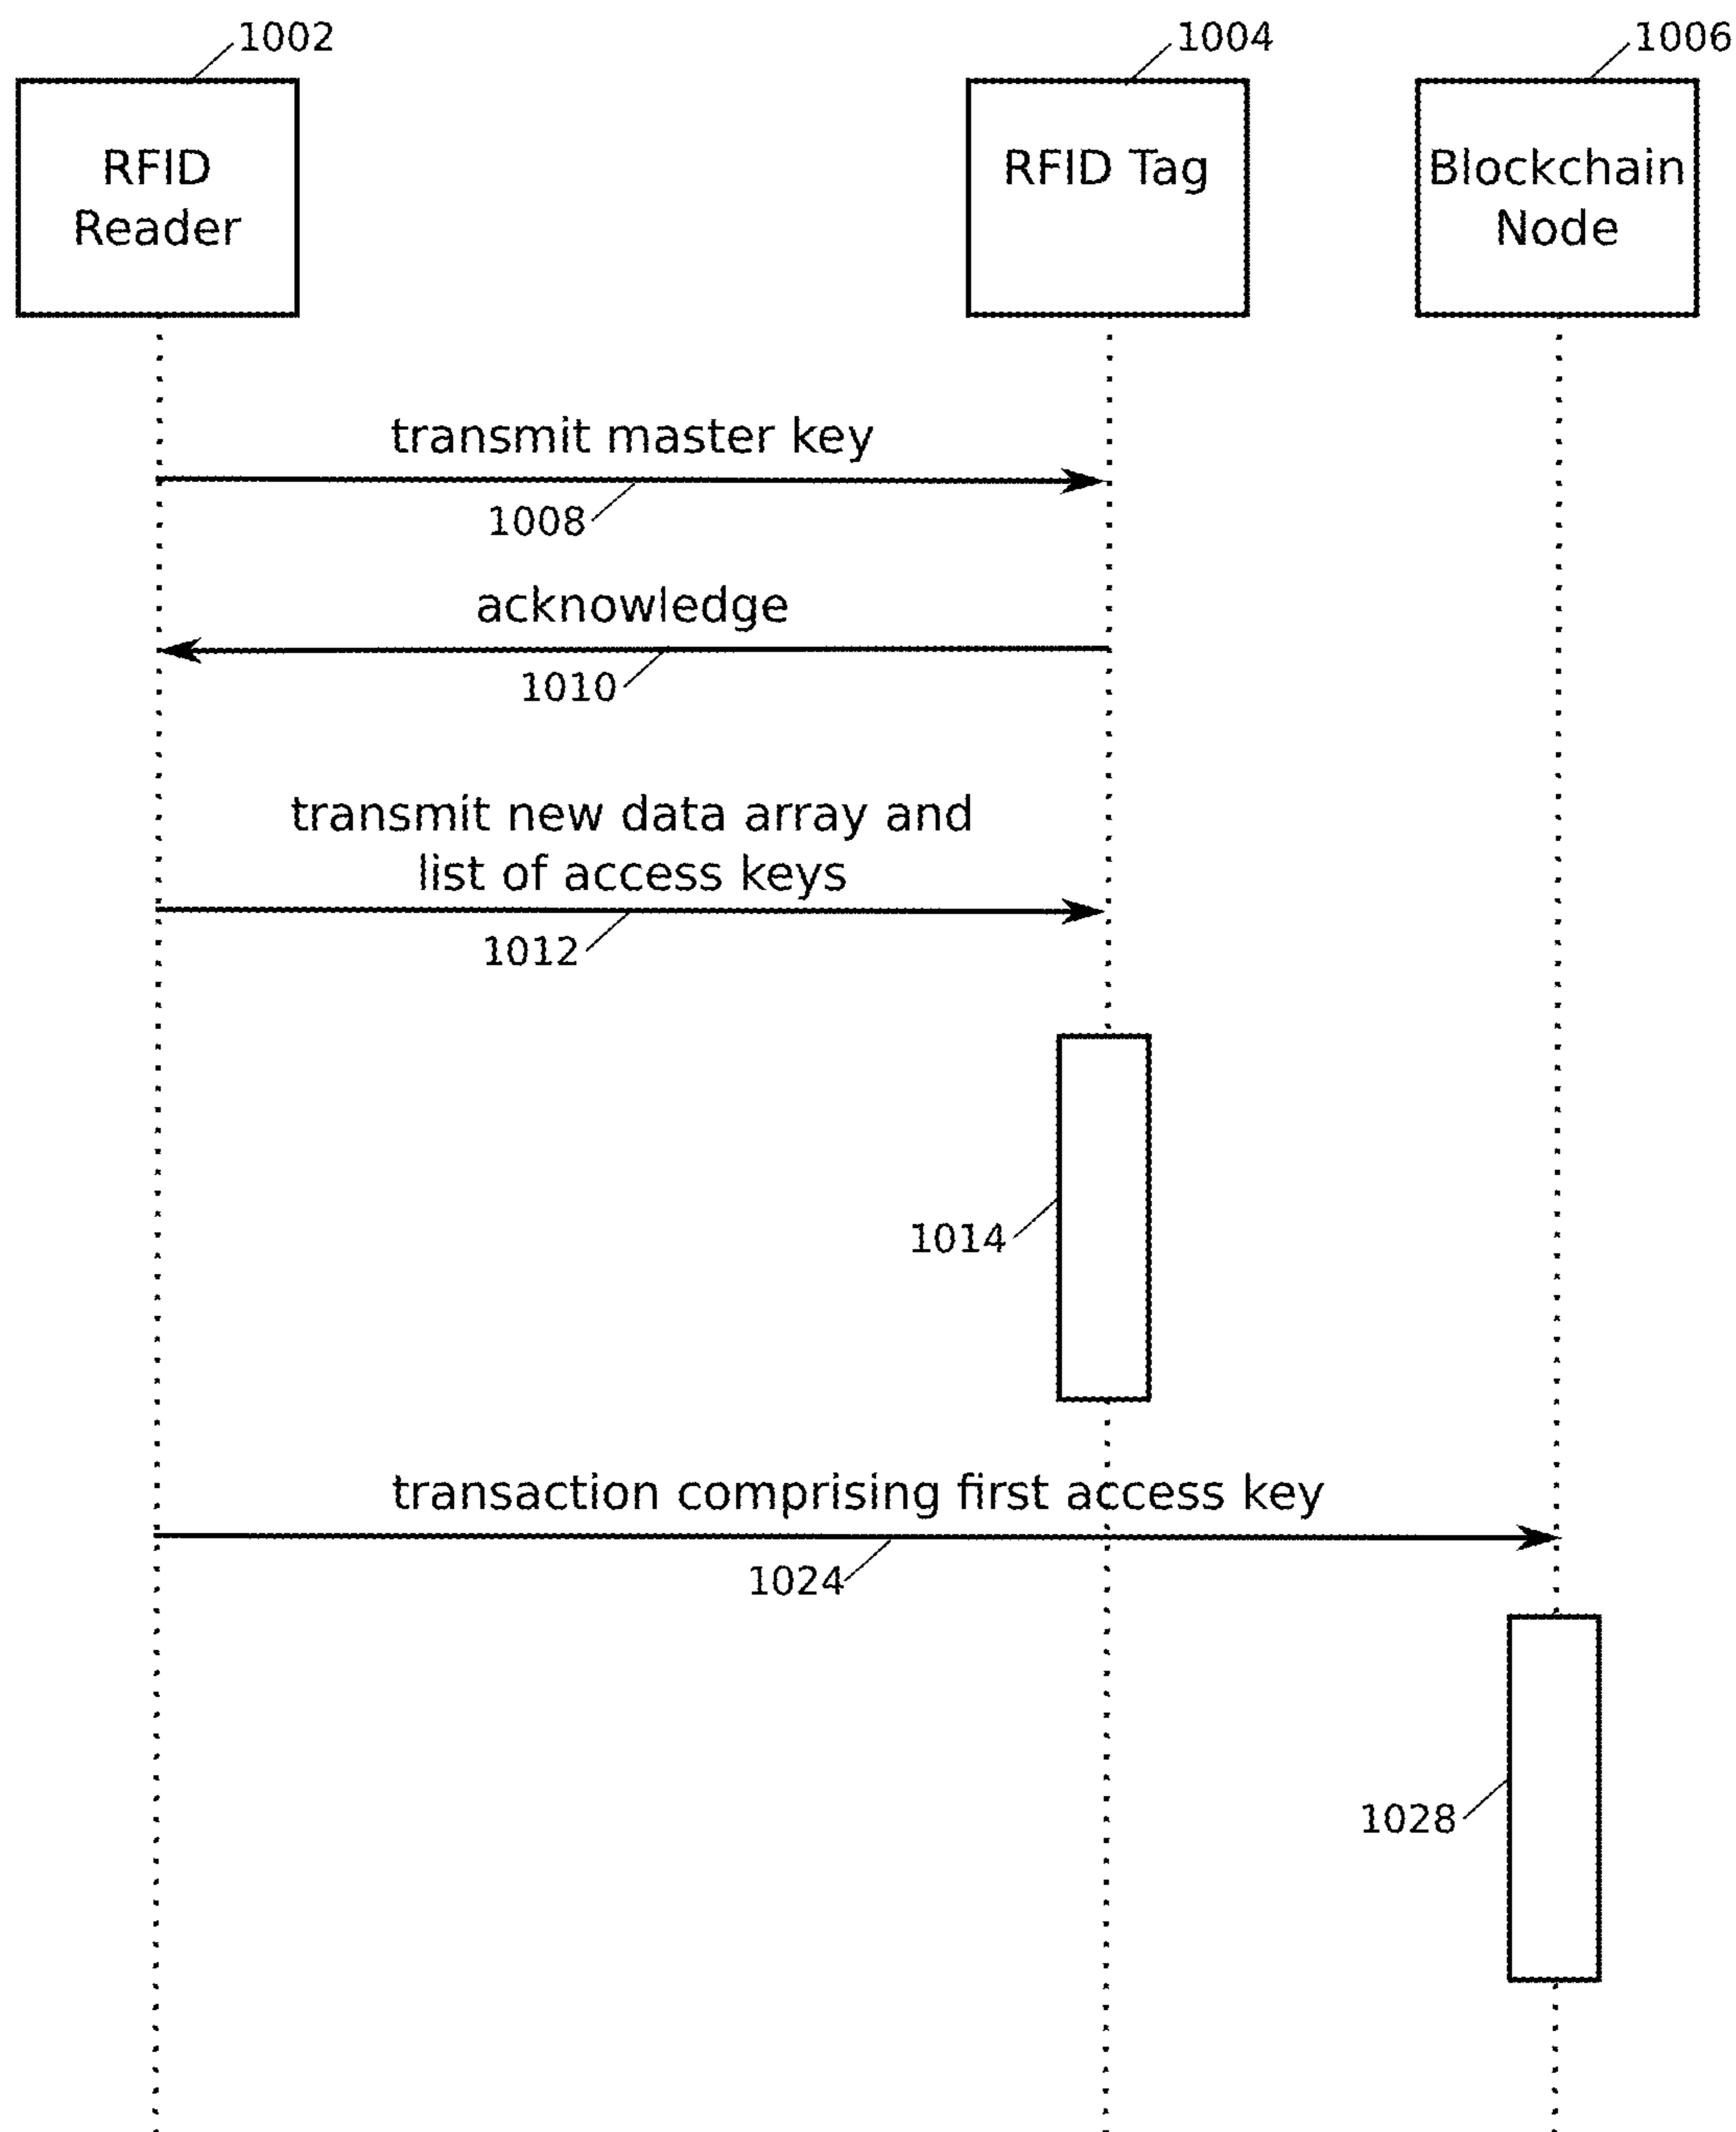 1002
1004
1006
RFID
Reader
RFID Tag
Blockchain
Node
transmit master key
1008
acknowledge
1010
transmit new data array and
list of access keys
1012
1014
transaction comprising first access key
1024
1028